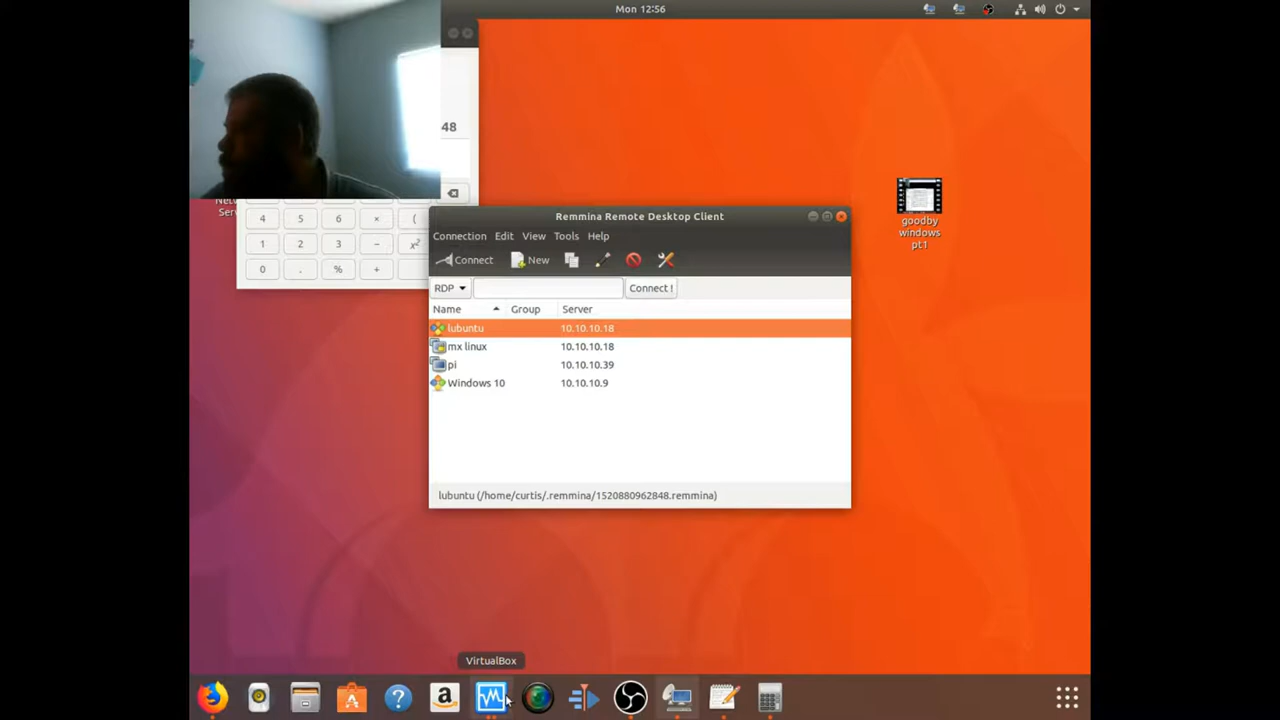 Mon 12:56
48
Net
Serv
4 5 6 × (
1 2 3 − x²
0 . % +
goodby
windows
pt1
Remmina Remote Desktop Client
Connection Edit View Tools Help
Connect New
RDP Connect !
Name Group Server
lubuntu 10.10.10.18
mx linux 10.10.10.18
pi 10.10.10.39
Windows 10 10.10.10.9
lubuntu (/home/curtis/.remmina/1520880962848.remmina)
VirtualBox